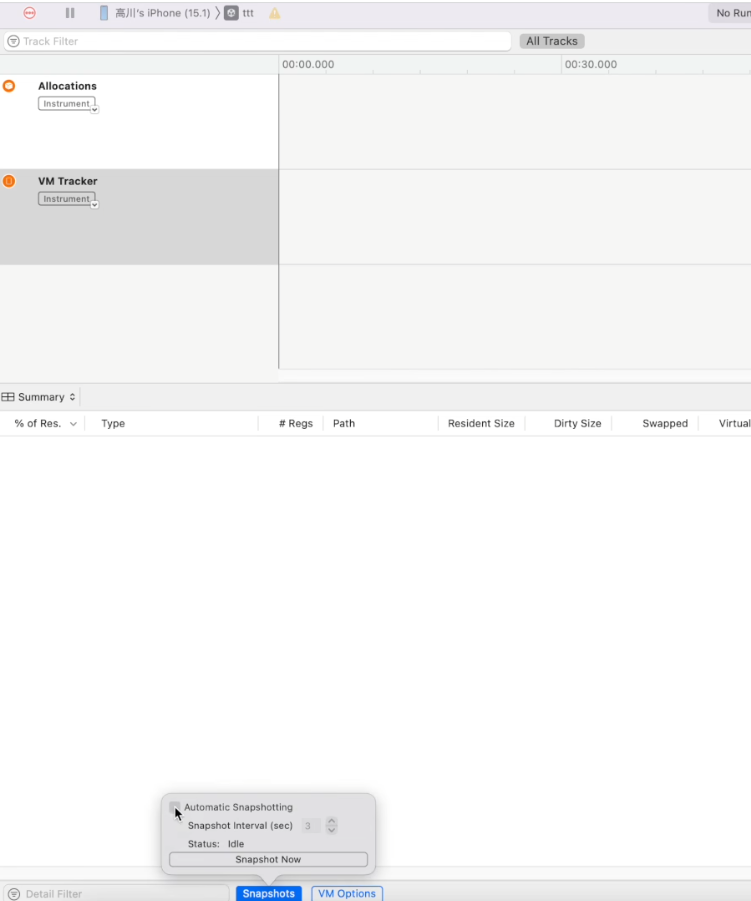 高川's iPhone (15.1) 〉 ttt No Run
Track Filter All Tracks
00:00.000 00:30.000
Allocations
Instrument
VM Tracker
Instrument
Summary
% of Res. Type # Regs Path Resident Size Dirty Size Swapped Virtual
Automatic Snapshotting
Snapshot Interval (sec) 3
Status: Idle
Snapshot Now
Detail Filter Snapshots VM Options